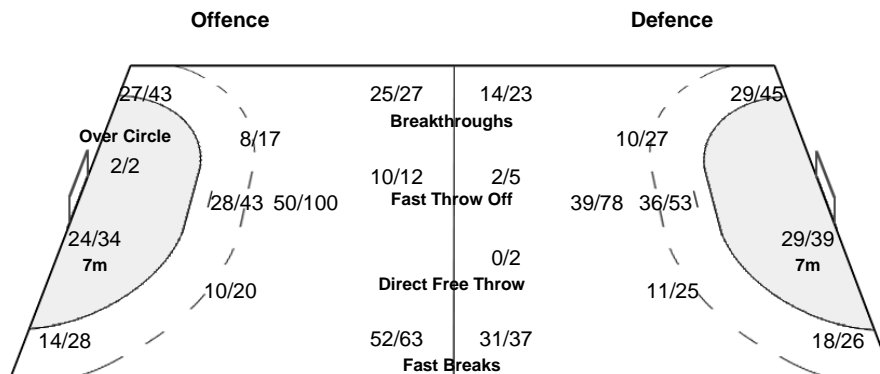 Offence Defence
27/43 25/27 14/23 29/45
Breakthroughs
Over Circle 8/17 10/27
2/2
10/12 2/5
Fast Throw Off
28/43 50/100 39/78 36/53
24/34 29/39
7m 7m
0/2
Direct Free Throw
10/20 11/25
14/28 52/63 31/37 18/26
Fast Breaks